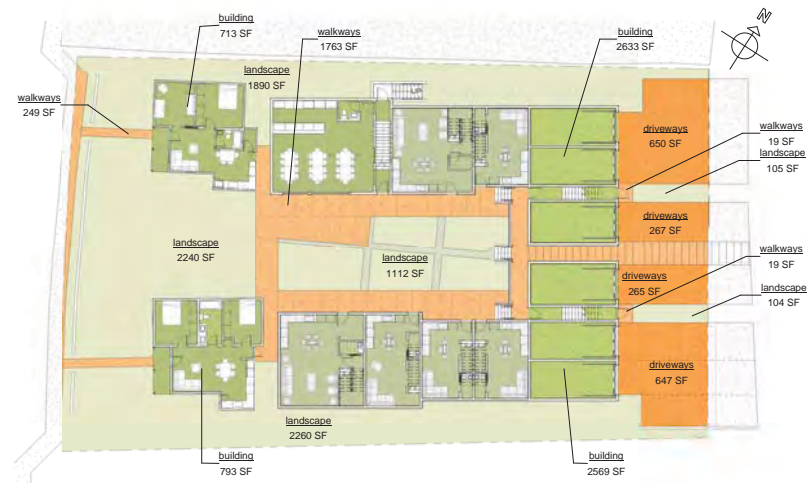 building
713 SF
walkways
1763 SF
building
2633 SF
N
landscape
1890 SF
walkways
249 SF
driveways
650 SF
walkways
19 SF
landscape
105 SF
driveways
267 SF
landscape
2240 SF
landscape
1112 SF
walkways
19 SF
driveways
265 SF
landscape
104 SF
driveways
647 SF
landscape
2260 SF
building
793 SF
building
2569 SF